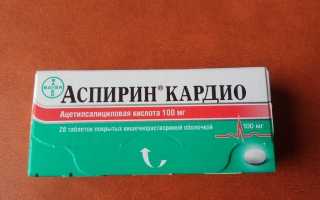 BAYER
АСПИРИН® КАРДИО
Ацетилсалициловая кислота 100 мг
20 таблеток покрытых кишечнорастворимой оболочкой
100 мг